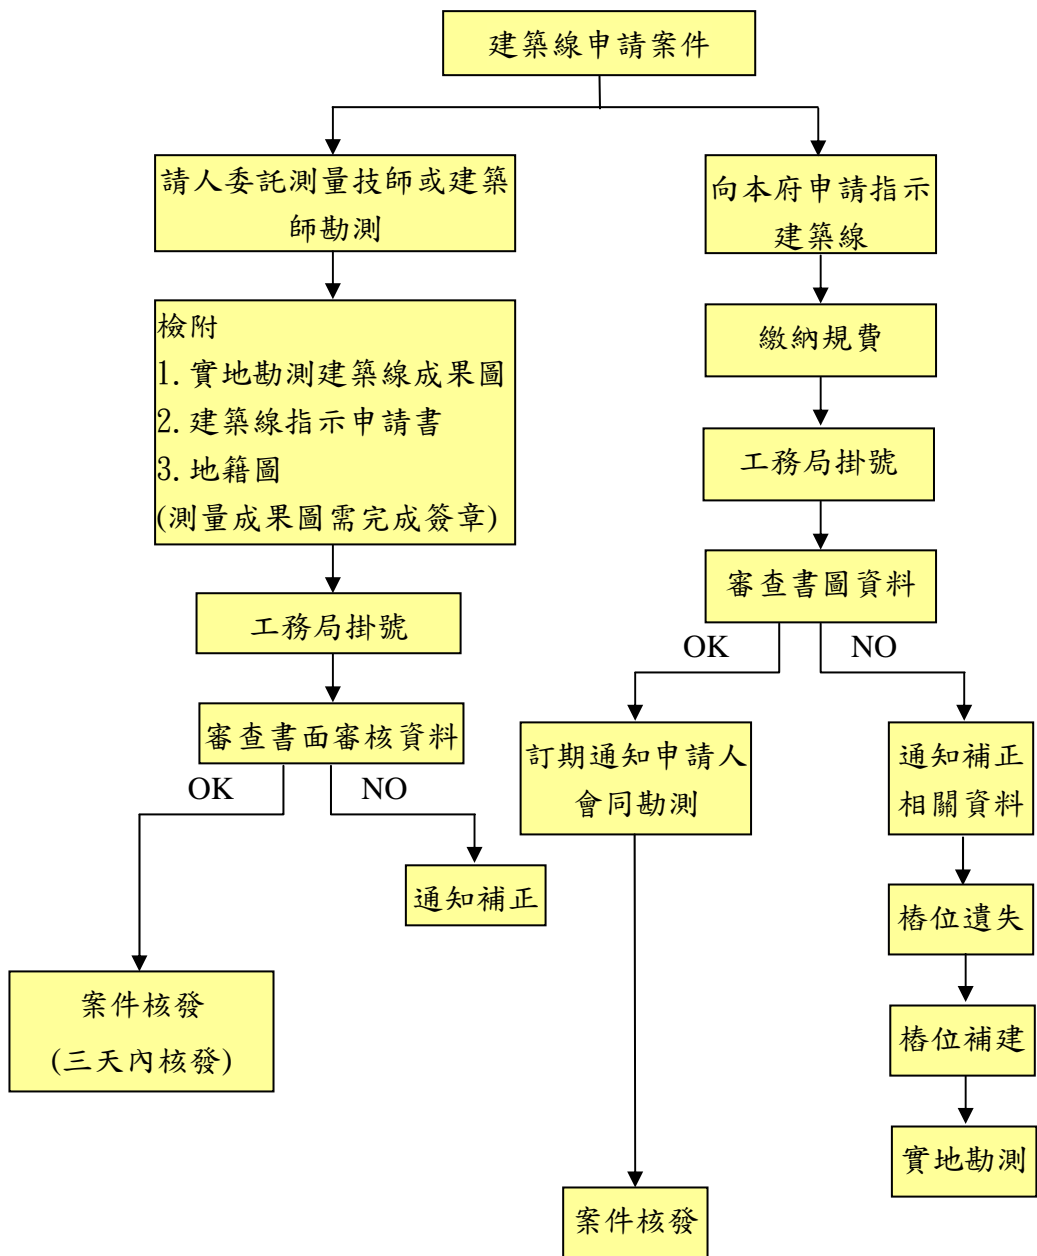 建築線申請案件
請人委託測量技師或建築
師勘測
檢附
1. 實地勘測建築線成果圖
2. 建築線指示申請書
3. 地籍圖
(測量成果圖需完成簽章)
工務局掛號
審查書面審核資料
OK
NO
通知補正
案件核發
(三天內核發)
向本府申請指示
建築線
繳納規費
工務局掛號
審查書圖資料
OK
NO
訂期通知申請人
會同勘測
案件核發
通知補正
相關資料
樁位遺失
樁位補建
實地勘測